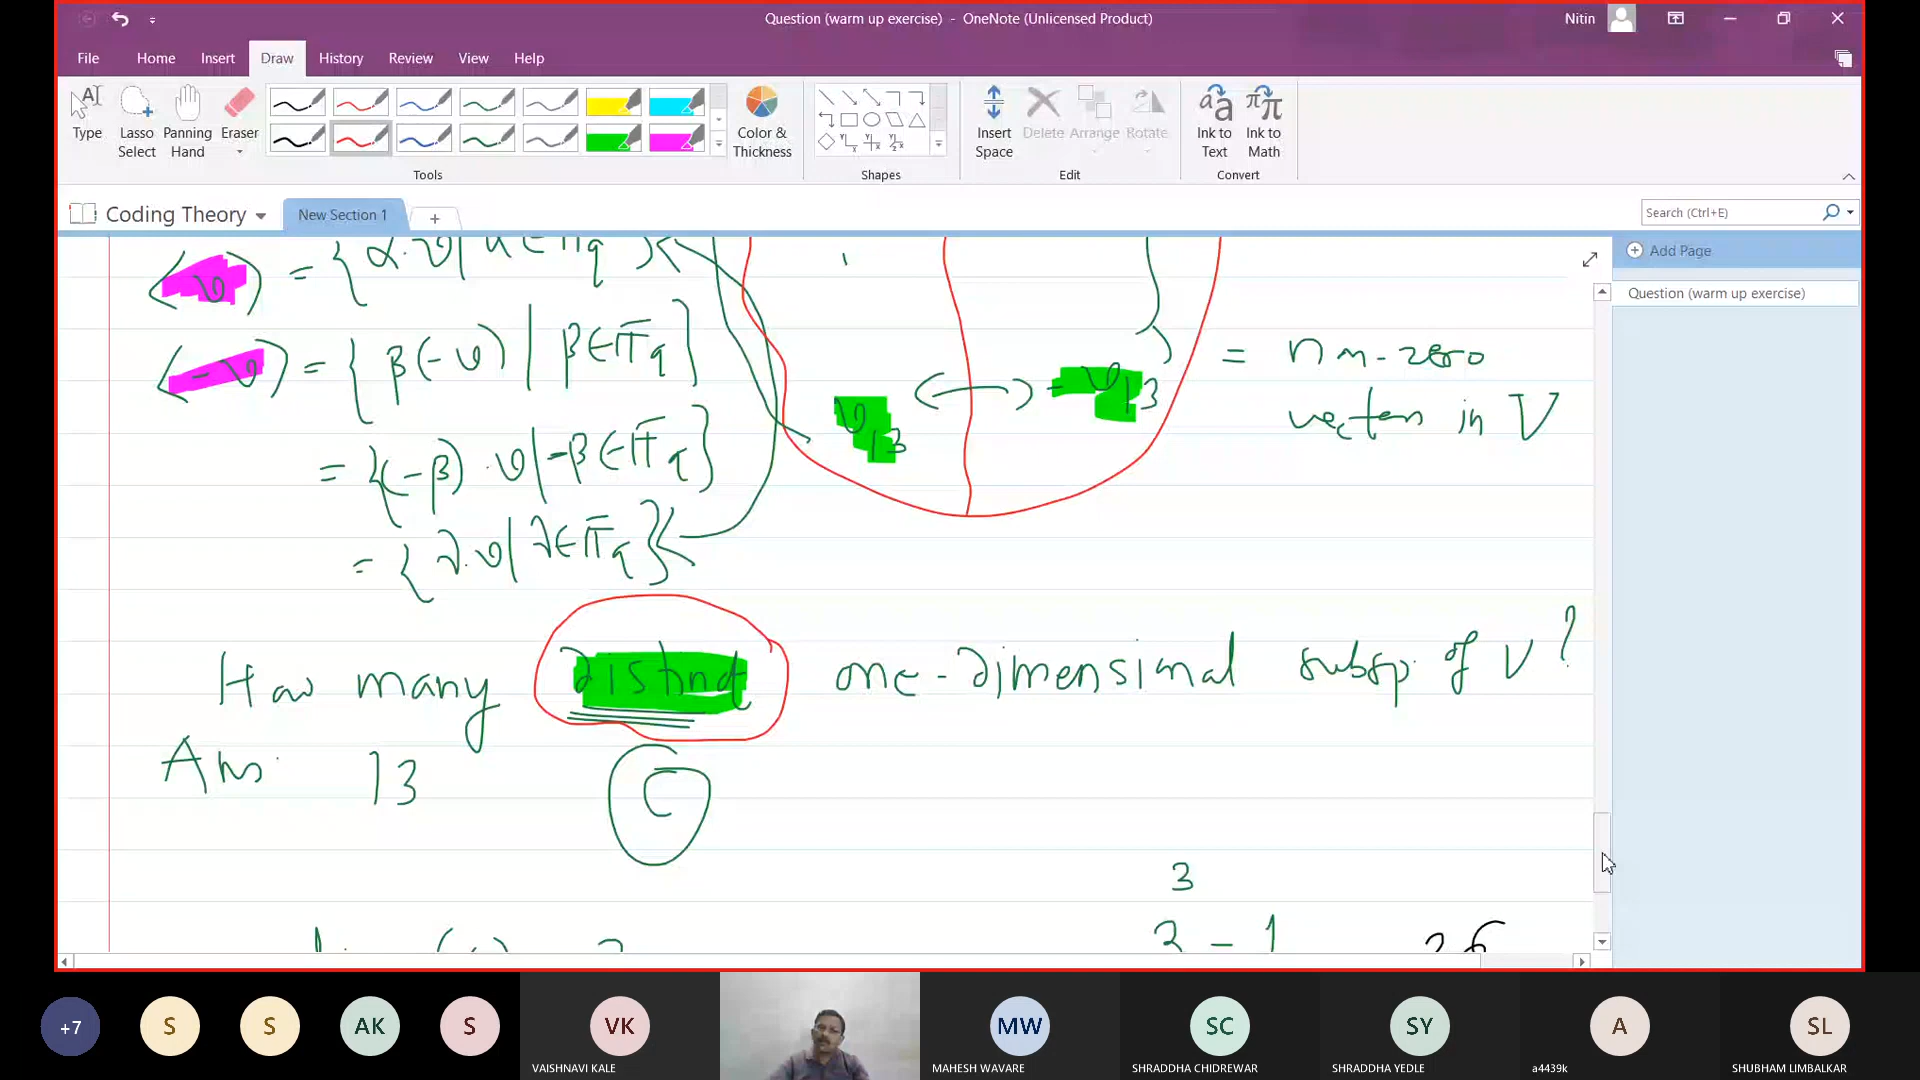 Question (warm up exercise) - OneNote (Unlicensed Product)
Nitin
File Home Insert Draw History Review View Help
Type
Lasso Select
Panning Hand
Eraser
Color & Thickness
Insert Space
Delete
Arrange
Rotate
Ink to Text
Ink to Math
Tools
Shapes
Edit
Convert
Coding Theory
New Section 1
+
Search (Ctrl+E)
Add Page
Question (warm up exercise)
<v> = { α.v |
<-v> = { β(-v) | β ∈ F_q }
= {(-β) . v | -β ∈ F_q }
= { λ.v | λ ∈ F_q }
v_13 ↔ -v_13
= non-zero
vectors in V
How many distinct one-dimensional subsp. of V?
Ans. 13
C
3
3 - 1
26
+7
S
S
AK
S
VK
VAISHNAVI KALE
MW
MAHESH WAVARE
SC
SHRADDHA CHIDREWAR
SY
SHRADDHA YEDLE
A
a4439k
SL
SHUBHAM LIMBALKAR